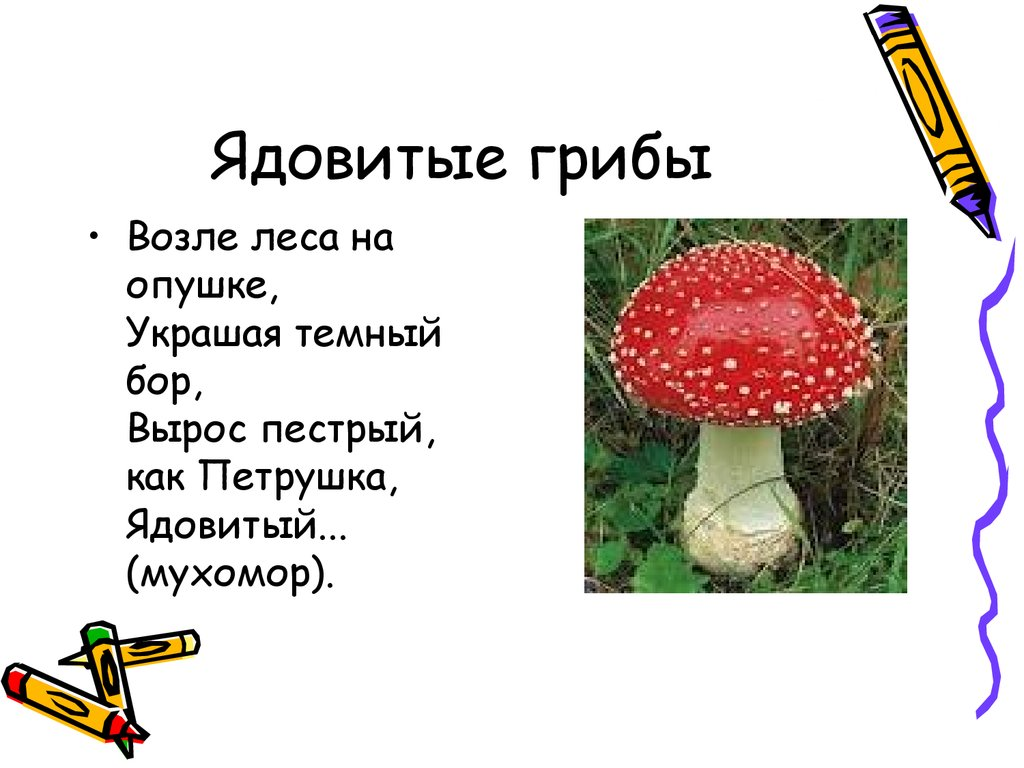 Ядовитые грибы
• Возле леса на
опушке,
Украшая темный
бор,
Вырос пестрый,
как Петрушка,
Ядовитый...
(мухомор).